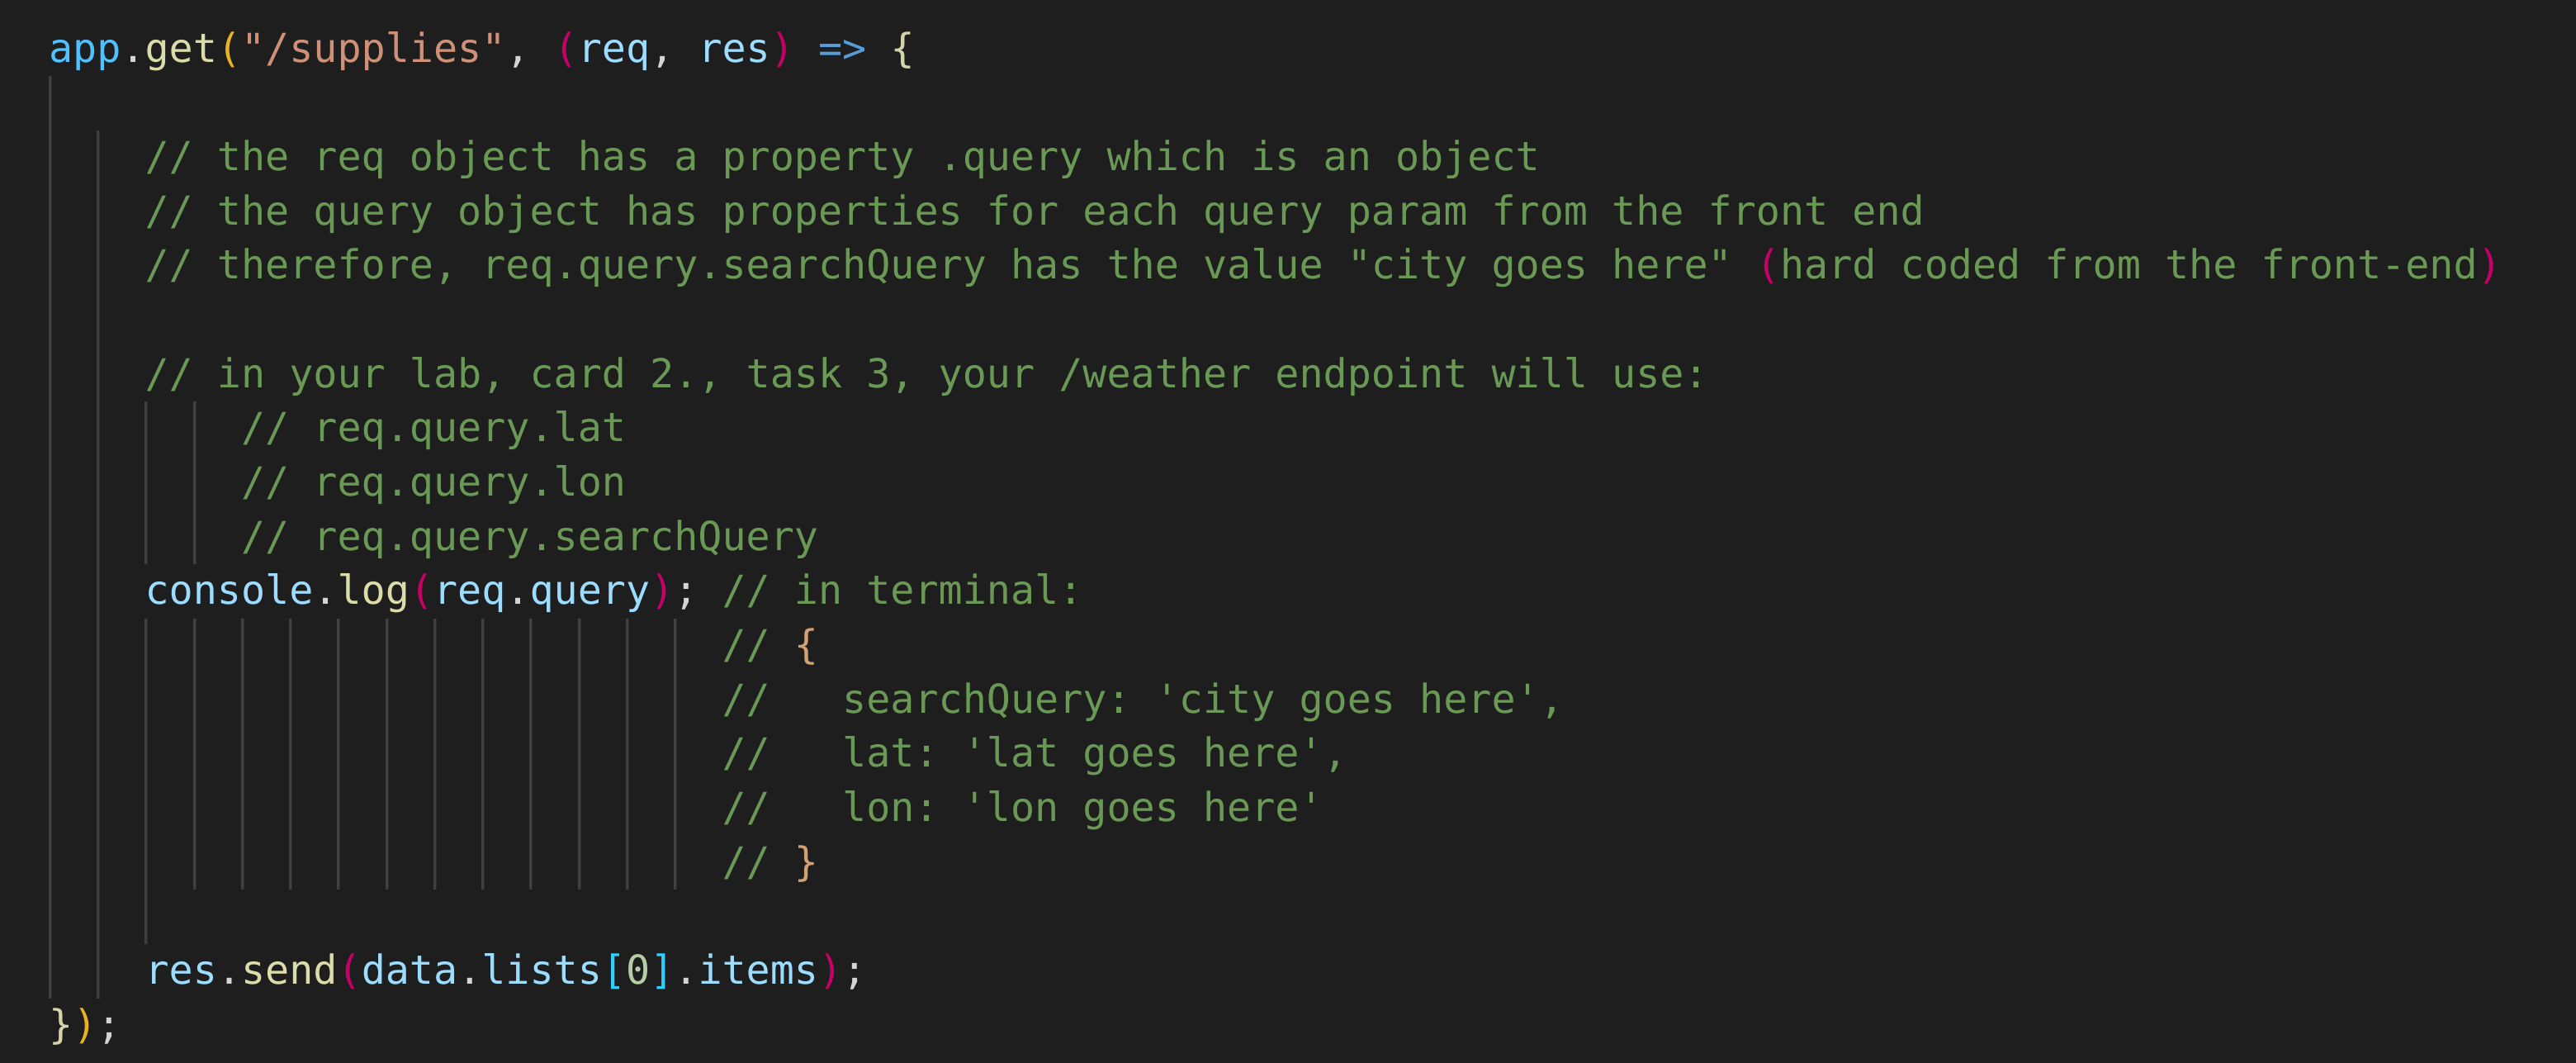 app.get("/supplies", (req, res) => {
// the req object has a property .query which is an object
// the query object has properties for each query param from the front end
// therefore, req.query.searchQuery has the value "city goes here" (hard coded from the front-end)
// in your lab, card 2., task 3, your /weather endpoint will use:
// req.query.lat
// req.query.lon
// req.query.searchQuery
console.log(req.query); // in terminal:
// {
//   searchQuery: 'city goes here',
//   lat: 'lat goes here',
//   lon: 'lon goes here'
// }
res.send(data.lists[0].items);
});